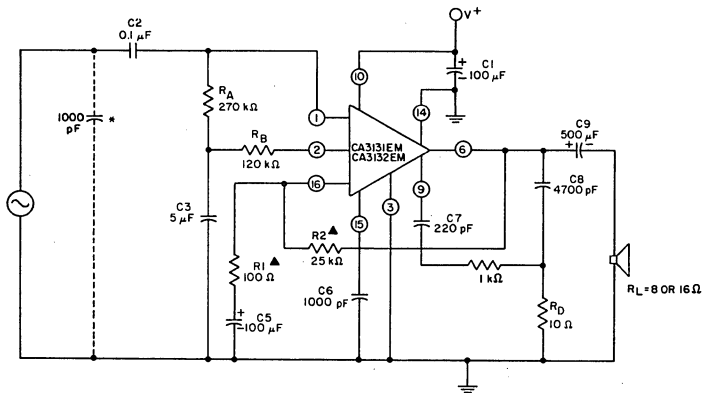 V+
C2
0.1 μF
10
+ C1
- 100 μF
1000
pF
*
RA
270 kΩ
1
14
C9
500 μF
+ -
RB
120 kΩ
2
CA3131EM
CA3132EM
6
C8
4700 pF
16
9
3
15
C3
5 μF
R2▲
25 kΩ
C7
220 pF
R1▲
100 Ω
1 kΩ
C6
1000 pF
RD
10 Ω
RL = 8 OR 16Ω
+ C5
- 100 μF